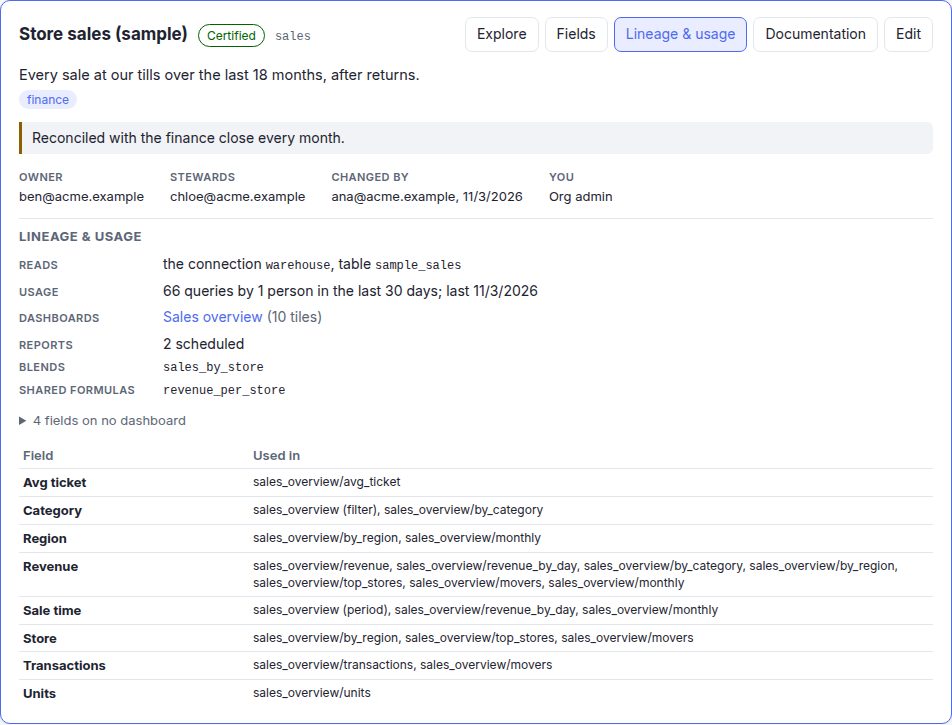 Store sales (sample) Certified sales Explore Fields Lineage & usage Documentation Edit
Every sale at our tills over the last 18 months, after returns.
finance
Reconciled with the finance close every month.
OWNER STEWARDS CHANGED BY YOU
ben@acme.example chloe@acme.example ana@acme.example, 11/3/2026 Org admin
LINEAGE & USAGE
READS the connection warehouse, table sample_sales
USAGE 66 queries by 1 person in the last 30 days; last 11/3/2026
DASHBOARDS Sales overview (10 tiles)
REPORTS 2 scheduled
BLENDS sales_by_store
SHARED FORMULAS revenue_per_store
4 fields on no dashboard
Field Used in
Avg ticket sales_overview/avg_ticket
Category sales_overview (filter), sales_overview/by_category
Region sales_overview/by_region, sales_overview/monthly
Revenue sales_overview/revenue, sales_overview/revenue_by_day, sales_overview/by_category, sales_overview/by_region,
sales_overview/top_stores, sales_overview/movers, sales_overview/monthly
Sale time sales_overview (period), sales_overview/revenue_by_day, sales_overview/monthly
Store sales_overview/by_region, sales_overview/top_stores, sales_overview/movers
Transactions sales_overview/transactions, sales_overview/movers
Units sales_overview/units